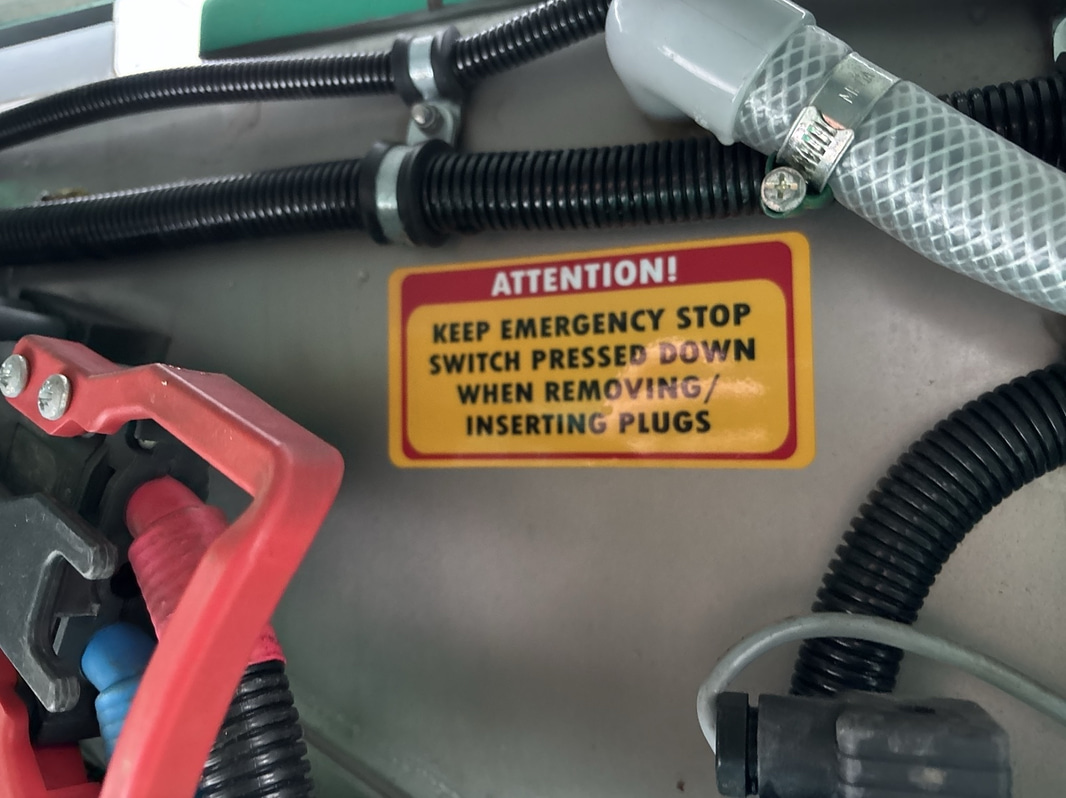 ATTENTION!
KEEP EMERGENCY STOP
SWITCH PRESSED DOWN
WHEN REMOVING/
INSERTING PLUGS